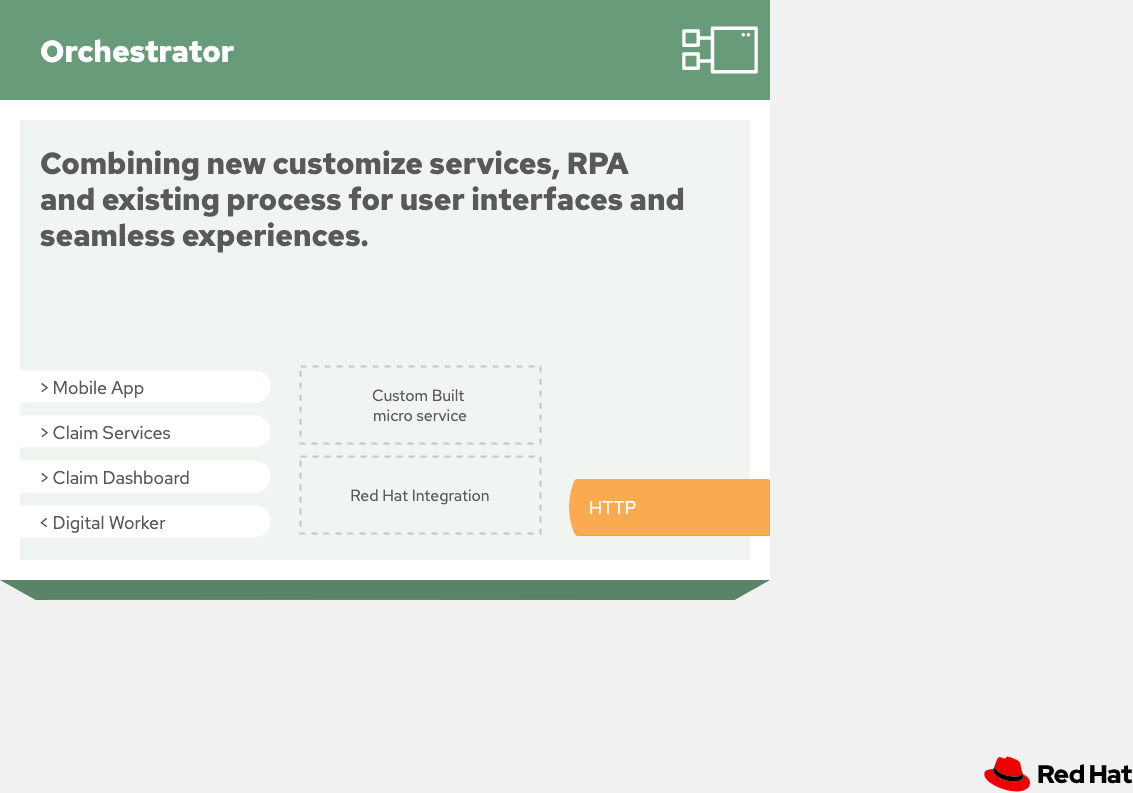 Orchestrator
Combining new customize services, RPA
and existing process for user interfaces and
seamless experiences.
> Mobile App
> Claim Services
> Claim Dashboard
< Digital Worker
Custom Built
micro service
Red Hat Integration
HTTP
Red Hat